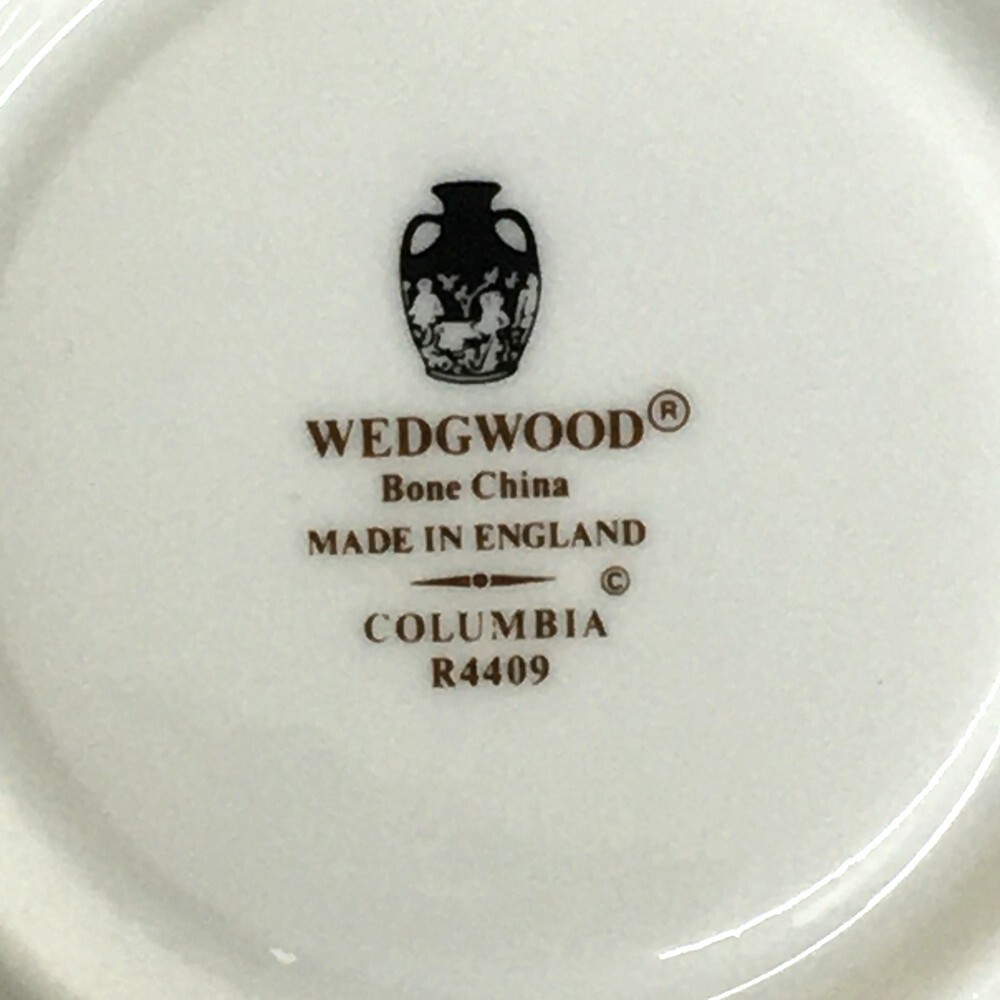 WEDGWOOD®
Bone China
MADE IN ENGLAND
©
COLUMBIA
R4409